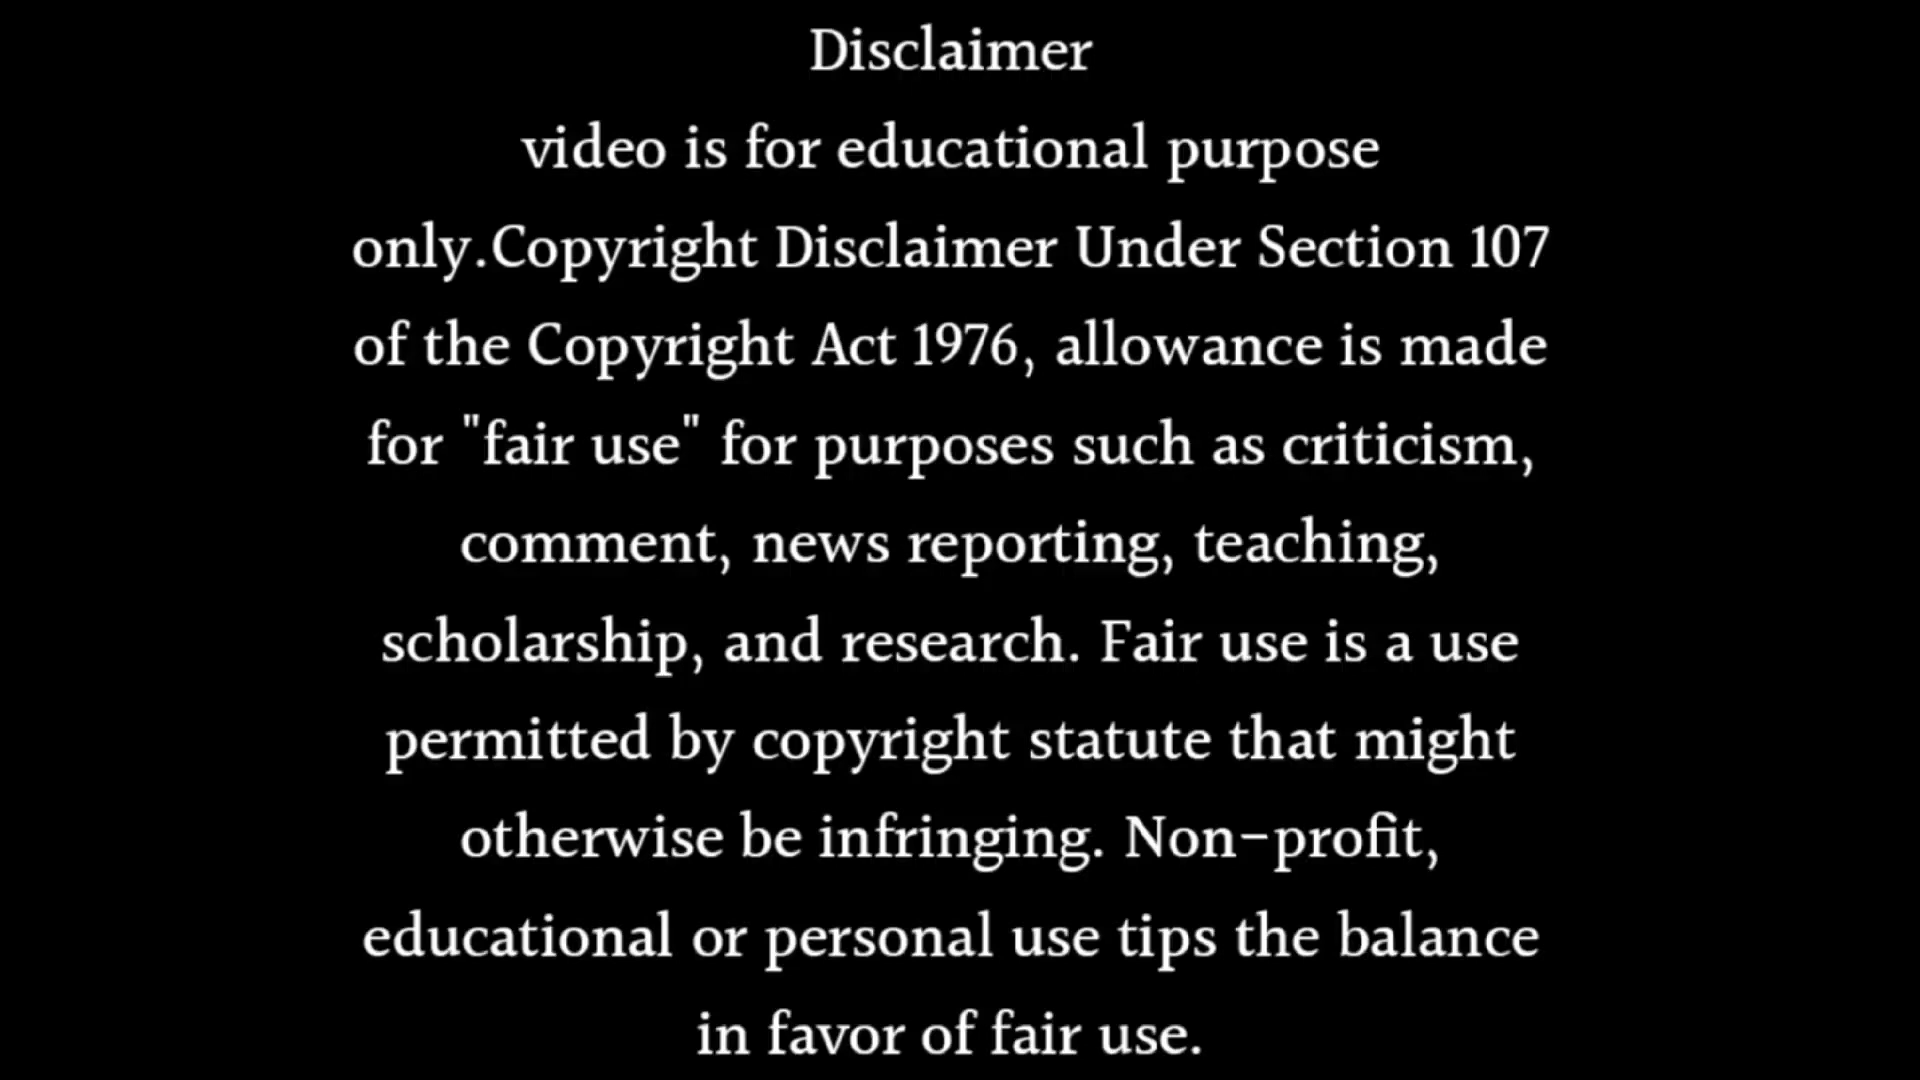 Disclaimer
video is for educational purpose
only.Copyright Disclaimer Under Section 107
of the Copyright Act 1976, allowance is made
for "fair use" for purposes such as criticism,
comment, news reporting, teaching,
scholarship, and research. Fair use is a use
permitted by copyright statute that might
otherwise be infringing. Non-profit,
educational or personal use tips the balance
in favor of fair use.